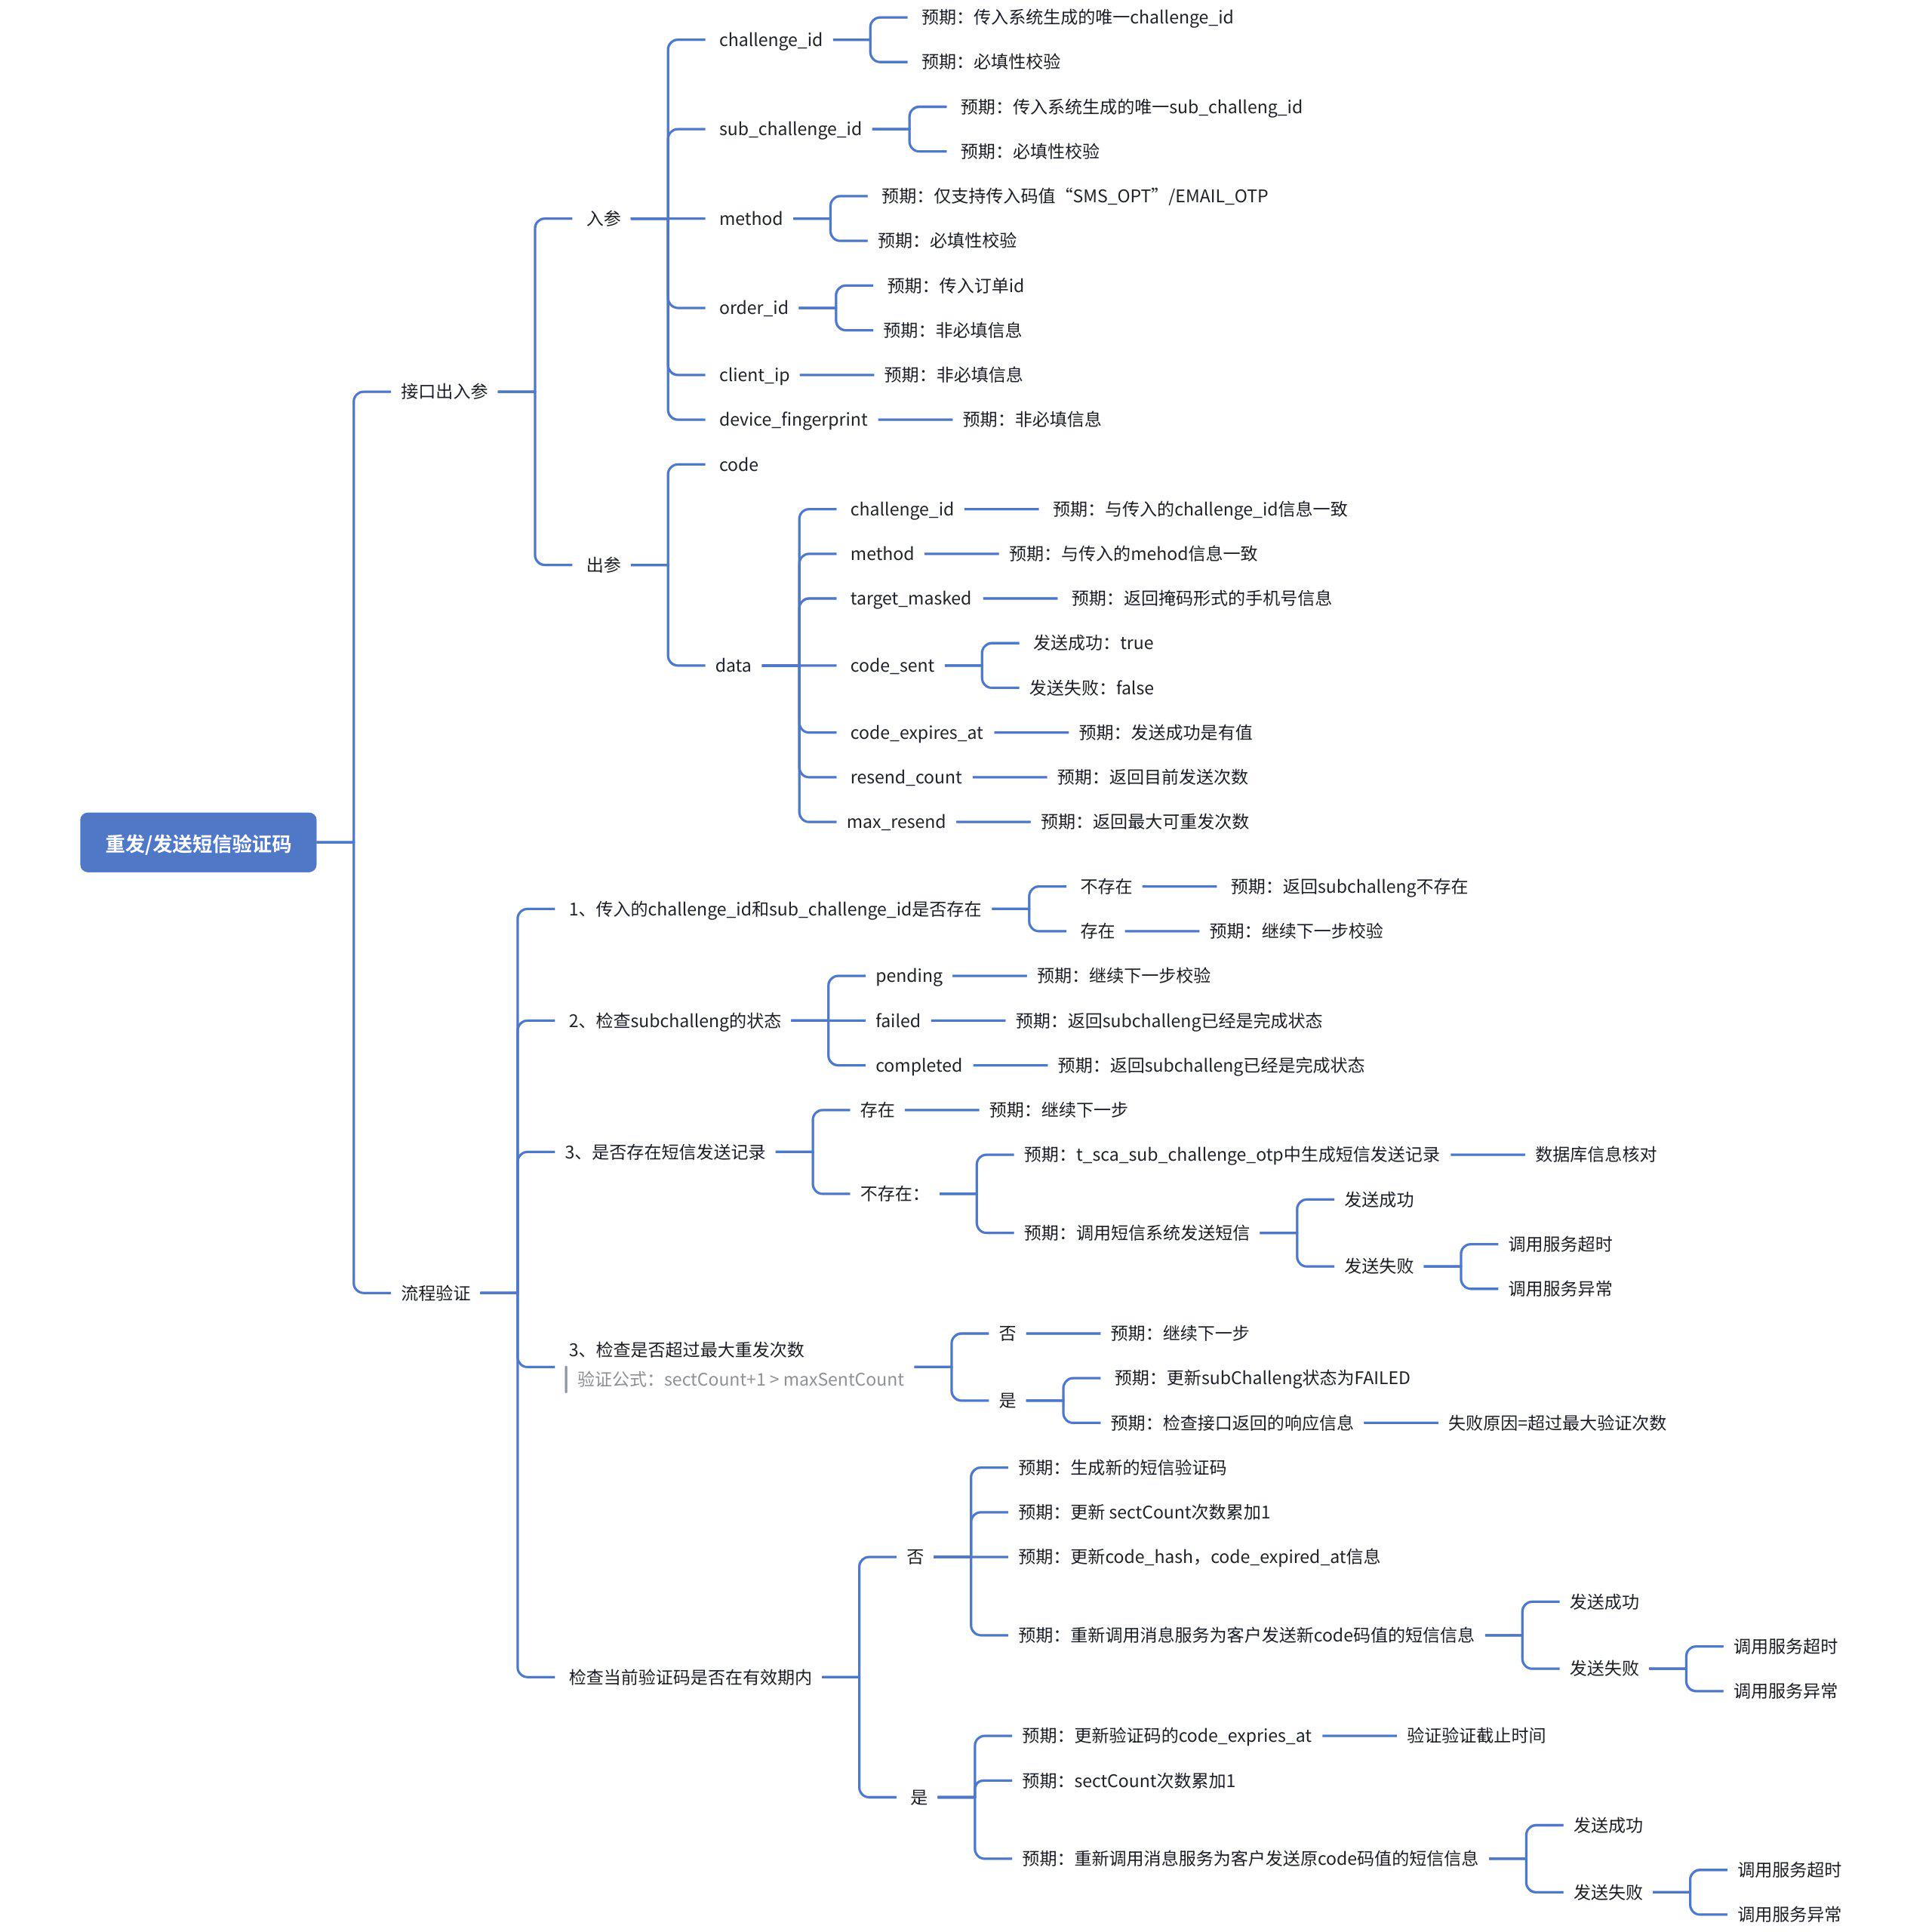 重发/发送短信验证码
接口出入参
入参
challenge_id
预期：传入系统生成的唯一challenge_id
预期：必填性校验
sub_challenge_id
预期：传入系统生成的唯一sub_challeng_id
预期：必填性校验
method
预期：仅支持传入码值“SMS_OPT”/EMAIL_OTP
预期：必填性校验
order_id
预期：传入订单id
预期：非必填信息
client_ip
预期：非必填信息
device_fingerprint
预期：非必填信息
出参
code
data
challenge_id
预期：与传入的challenge_id信息一致
method
预期：与传入的mehod信息一致
target_masked
预期：返回掩码形式的手机号信息
code_sent
发送成功：true
发送失败：false
code_expires_at
预期：发送成功是有值
resend_count
预期：返回目前发送次数
max_resend
预期：返回最大可重发次数
流程验证
1、传入的challenge_id和sub_challenge_id是否存在
不存在
预期：返回subchalleng不存在
存在
预期：继续下一步校验
2、检查subchalleng的状态
pending
预期：继续下一步校验
failed
预期：返回subchalleng已经是完成状态
completed
预期：返回subchalleng已经是完成状态
3、是否存在短信发送记录
存在
预期：继续下一步
不存在：
预期：t_sca_sub_challenge_otp中生成短信发送记录
数据库信息核对
预期：调用短信系统发送短信
发送成功
发送失败
调用服务超时
调用服务异常
3、检查是否超过最大重发次数
验证公式：sectCount+1 > maxSentCount
否
预期：继续下一步
是
预期：更新subChalleng状态为FAILED
预期：检查接口返回的响应信息
失败原因=超过最大验证次数
检查当前验证码是否在有效期内
否
预期：生成新的短信验证码
预期：更新 sectCount次数累加1
预期：更新code_hash，code_expired_at信息
预期：重新调用消息服务为客户发送新code码值的短信信息
发送成功
发送失败
调用服务超时
调用服务异常
是
预期：更新验证码的code_expries_at
验证验证截止时间
预期：sectCount次数累加1
预期：重新调用消息服务为客户发送原code码值的短信信息
发送成功
发送失败
调用服务超时
调用服务异常